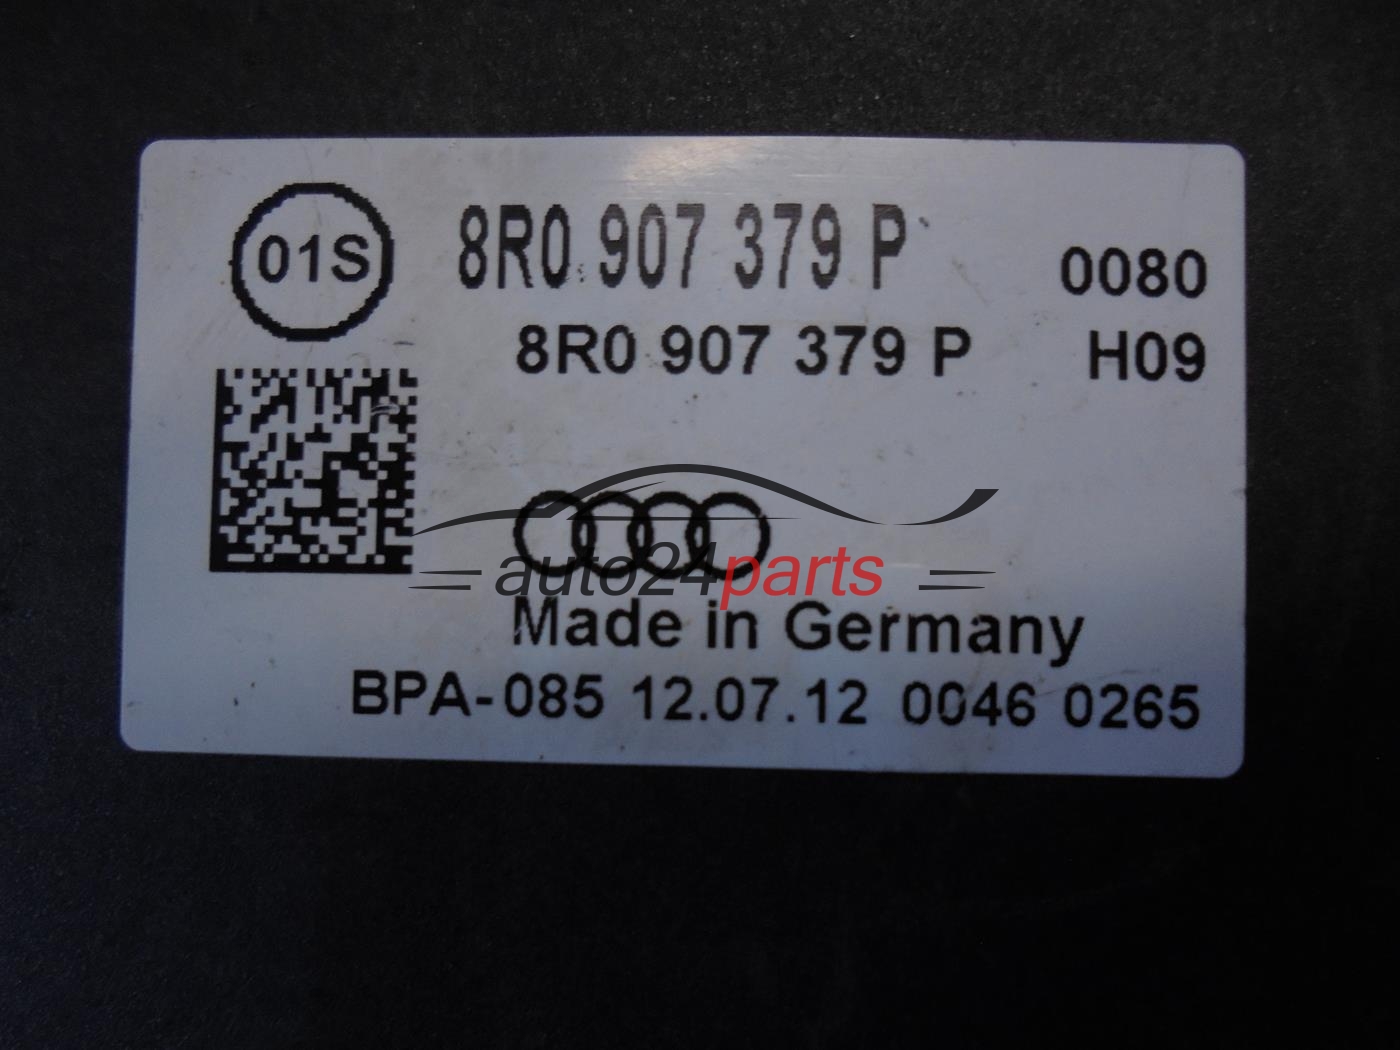 01S
8R0 907 379 P
0080
8R0 907 379 P
H09
auto24parts
Made in Germany
BPA-085 12.07.12 0046 0265